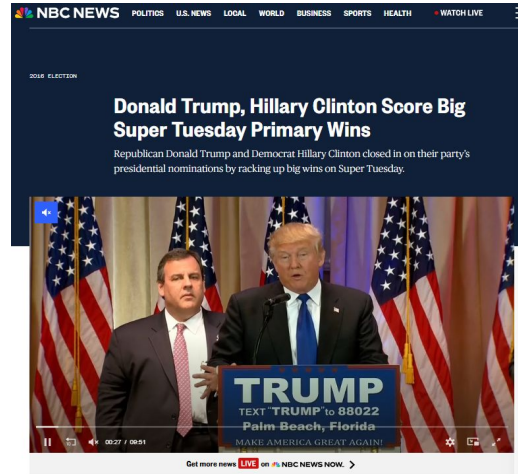 NBC NEWS POLITICS U.S. NEWS LOCAL WORLD BUSINESS SPORTS HEALTH WATCH LIVE
2016 ELECTION
Donald Trump, Hillary Clinton Score Big
Super Tuesday Primary Wins
Republican Donald Trump and Democrat Hillary Clinton closed in on their party's
presidential nominations by racking up big wins on Super Tuesday.
TRUMP
TEXT "TRUMP" to 88022
Palm Beach, Florida
MAKE AMERICA GREAT AGAIN!
00:27 / 09:51
Get more news LIVE on NBC NEWS NOW.